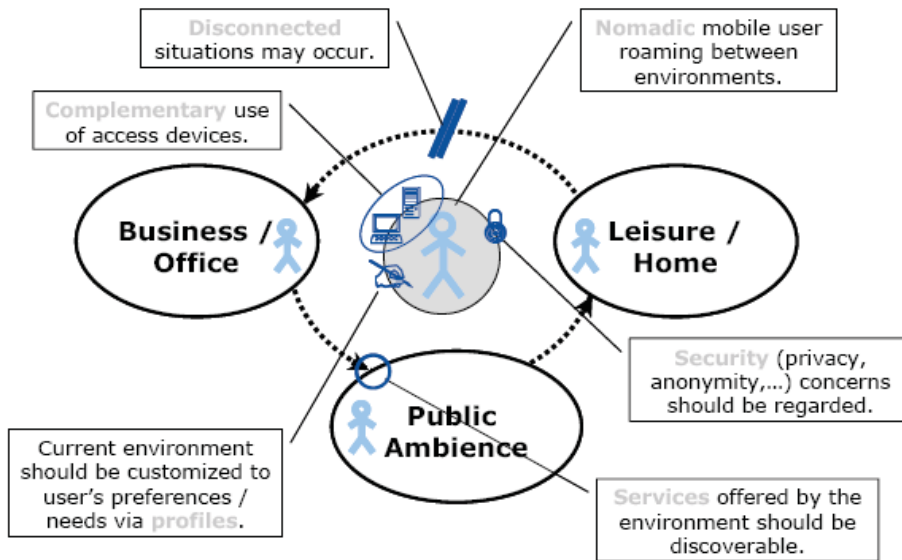 Disconnected
situations may occur.
Nomadic mobile user
roaming between
environments.
Complementary use
of access devices.
Business /
Office
Leisure /
Home
Security (privacy,
anonymity,...) concerns
should be regarded.
Public
Ambience
Current environment
should be customized to
user's preferences /
needs via profiles.
Services offered by the
environment should be
discoverable.